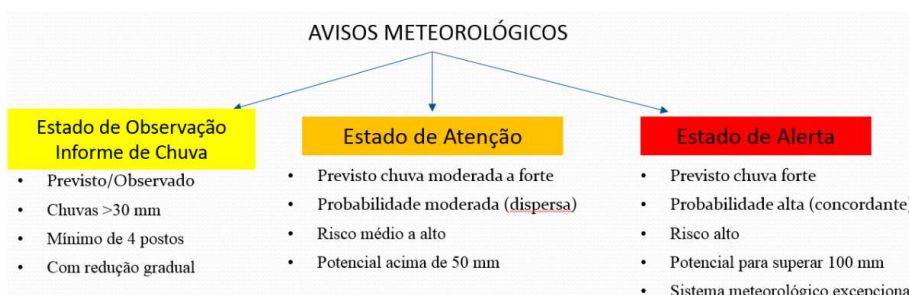 AVISOS METEOROLÓGICOS
Estado de Observação
Informe de Chuva
• Previsto/Observado
• Chuvas >30 mm
• Mínimo de 4 postos
• Com redução gradual
Estado de Atenção
• Previsto chuva moderada a forte
• Probabilidade moderada (dispersa)
• Risco médio a alto
• Potencial acima de 50 mm
Estado de Alerta
• Previsto chuva forte
• Probabilidade alta (concordante)
• Risco alto
• Potencial para superar 100 mm
• Sistema meteorológico excepciona